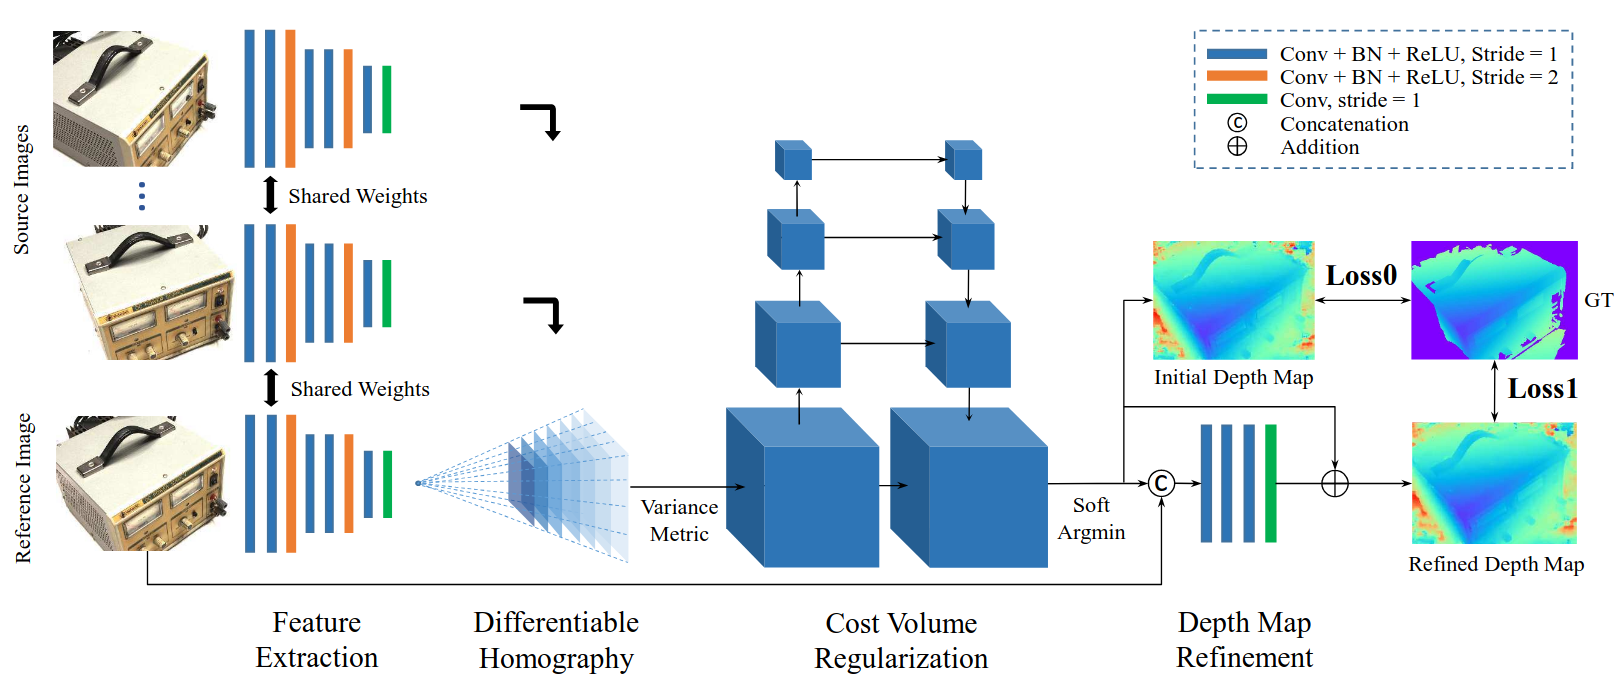 Source Images
Reference Image
Shared Weights
Shared Weights
Conv + BN + ReLU, Stride = 1
Conv + BN + ReLU, Stride = 2
Conv, stride = 1
C
Concatenation
Addition
Variance
Metric
Soft
Argmin
C
Initial Depth Map
Loss0
GT
Loss1
Refined Depth Map
Feature
Extraction
Differentiable
Homography
Cost Volume
Regularization
Depth Map
Refinement